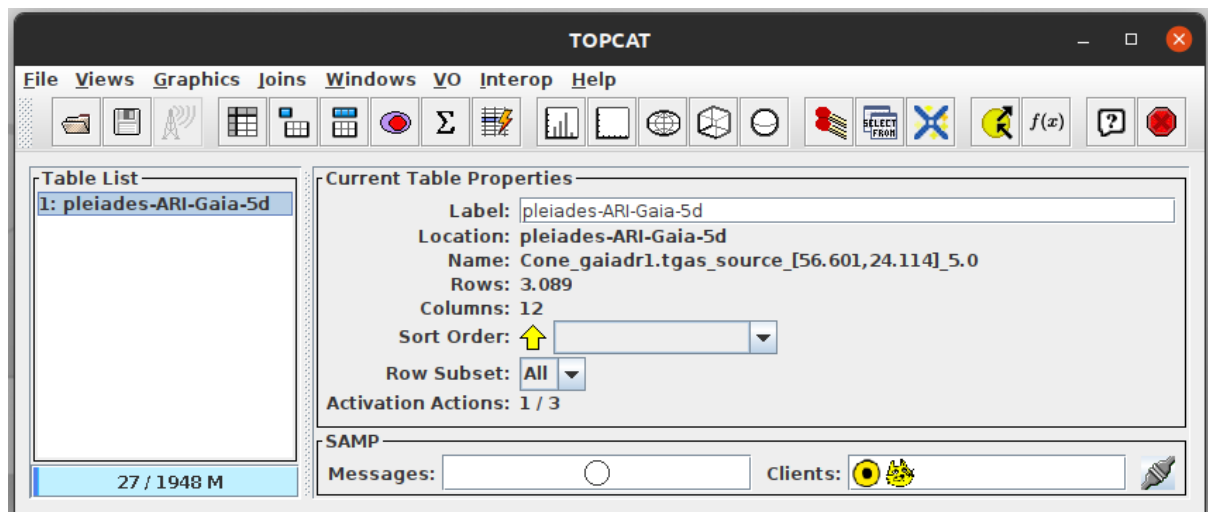 TOPCAT
File Views Graphics Joins Windows VO Interop Help
Σ SELECT FROM f(x) ?
Table List
1: pleiades-ARI-Gaia-5d
27 / 1948 M
Current Table Properties
Label: pleiades-ARI-Gaia-5d
Location: pleiades-ARI-Gaia-5d
Name: Cone_gaiadr1.tgas_source_[56.601,24.114]_5.0
Rows: 3.089
Columns: 12
Sort Order:
Row Subset: All
Activation Actions: 1 / 3
SAMP
Messages: Clients: